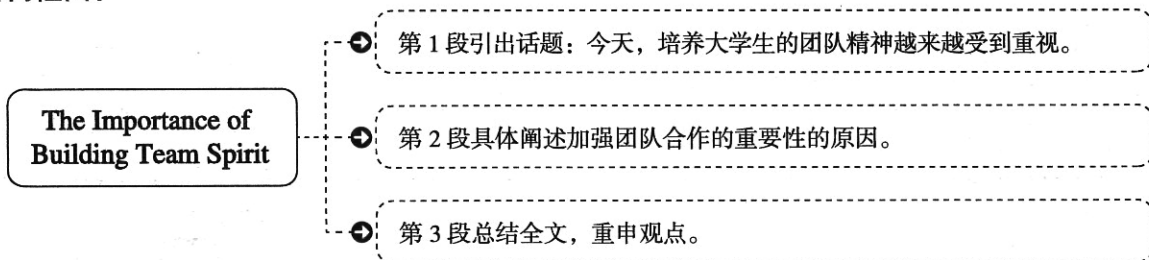 第1段引出话题：今天，培养大学生的团队精神越来越受到重视。
The Importance of
Building Team Spirit
第2段具体阐述加强团队合作的重要性的原因。
第3段总结全文，重申观点。